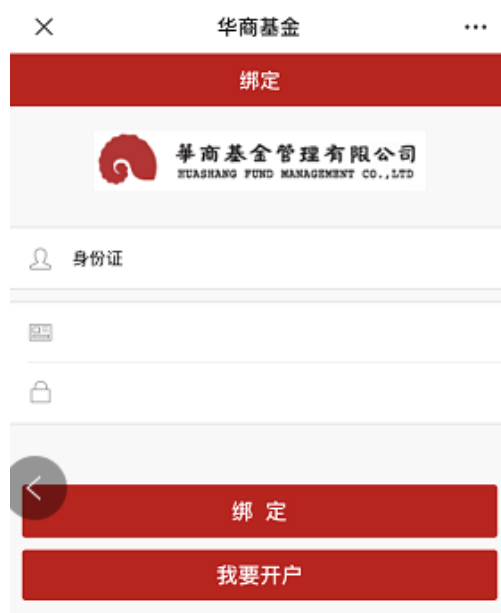 华商基金
绑定
華商基金管理有限公司
HUASHANG FUND MANAGEMENT CO.,LTD
身份证
绑 定
我要开户